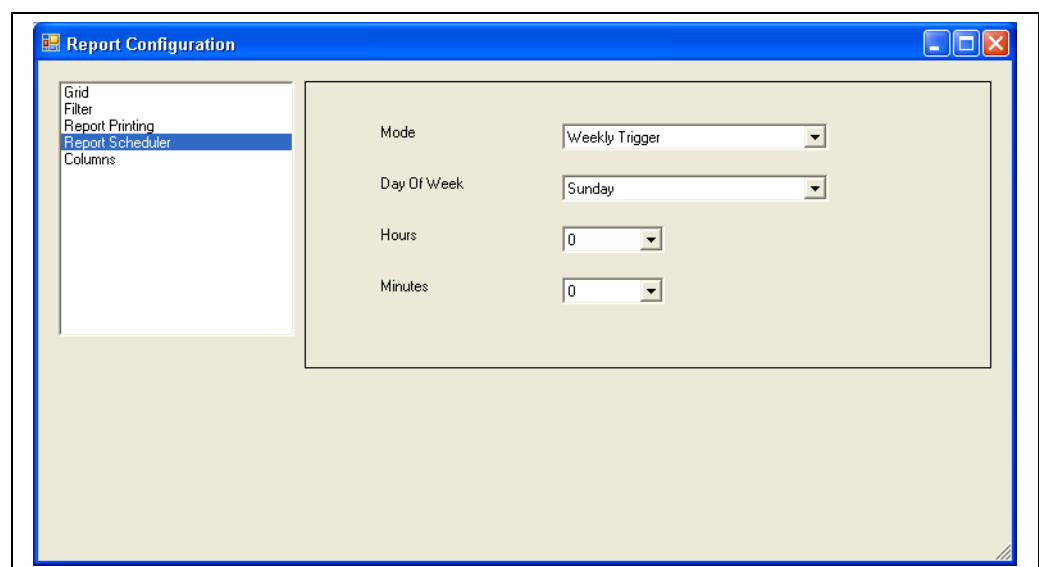 Report Configuration
Grid
Filter
Report Printing
Report Scheduler
Columns
Mode
Weekly Trigger
Day Of Week
Sunday
Hours
0
Minutes
0